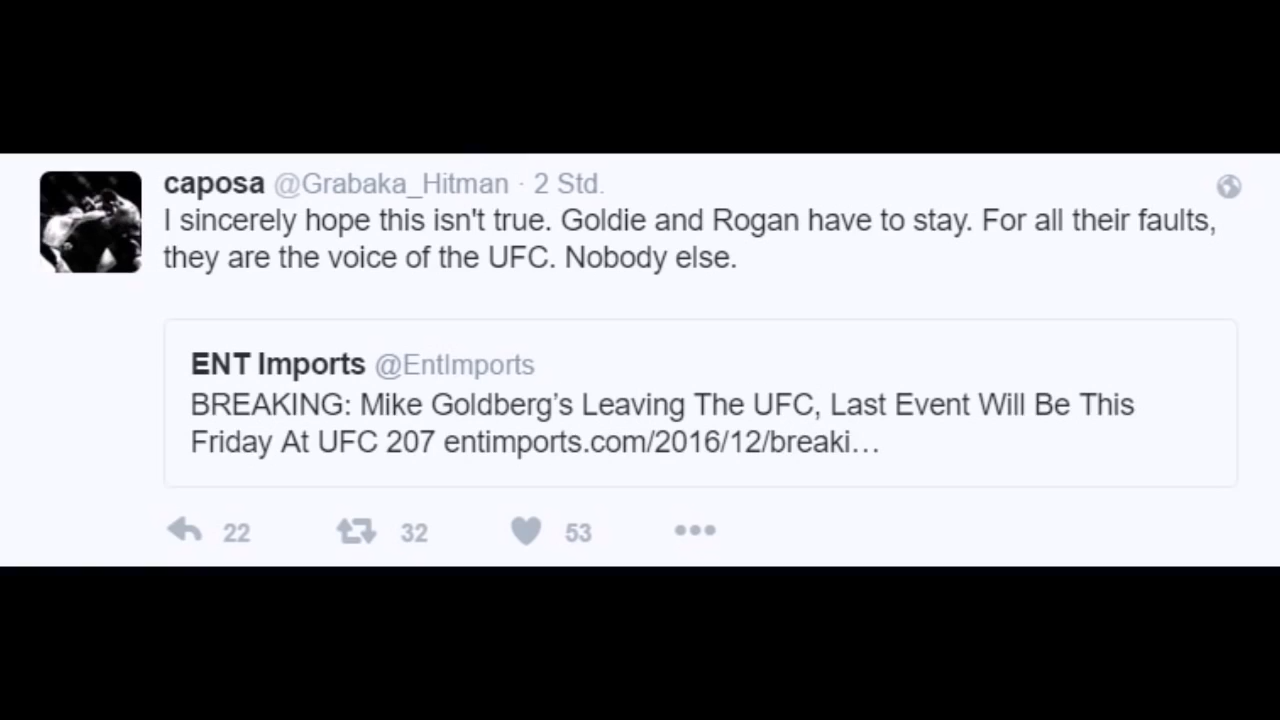 caposa @Grabaka_Hitman · 2 Std.
I sincerely hope this isn't true. Goldie and Rogan have to stay. For all their faults,
they are the voice of the UFC. Nobody else.
ENT Imports @EntImports
BREAKING: Mike Goldberg’s Leaving The UFC, Last Event Will Be This
Friday At UFC 207 entimports.com/2016/12/breaki…
22 32 53